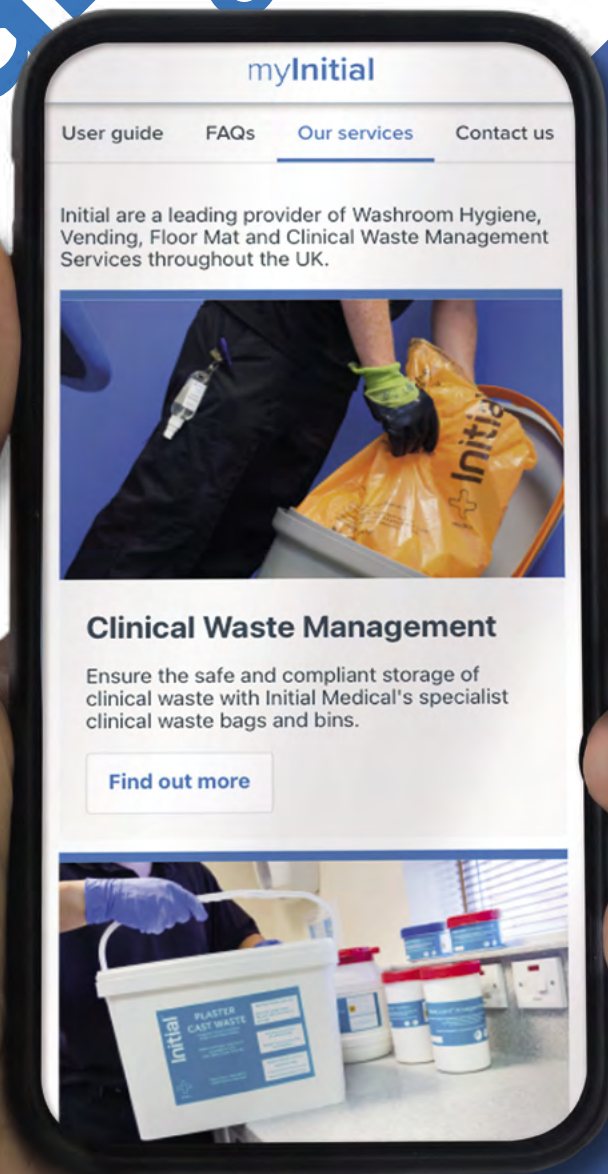 myInitial
User guide FAQs Our services Contact us
Initial are a leading provider of Washroom Hygiene,
Vending, Floor Mat and Clinical Waste Management
Services throughout the UK.
Initial
Clinical Waste Management
Ensure the safe and compliant storage of
clinical waste with Initial Medical's specialist
clinical waste bags and bins.
Find out more
Initial
PLASTER
CAST WASTE